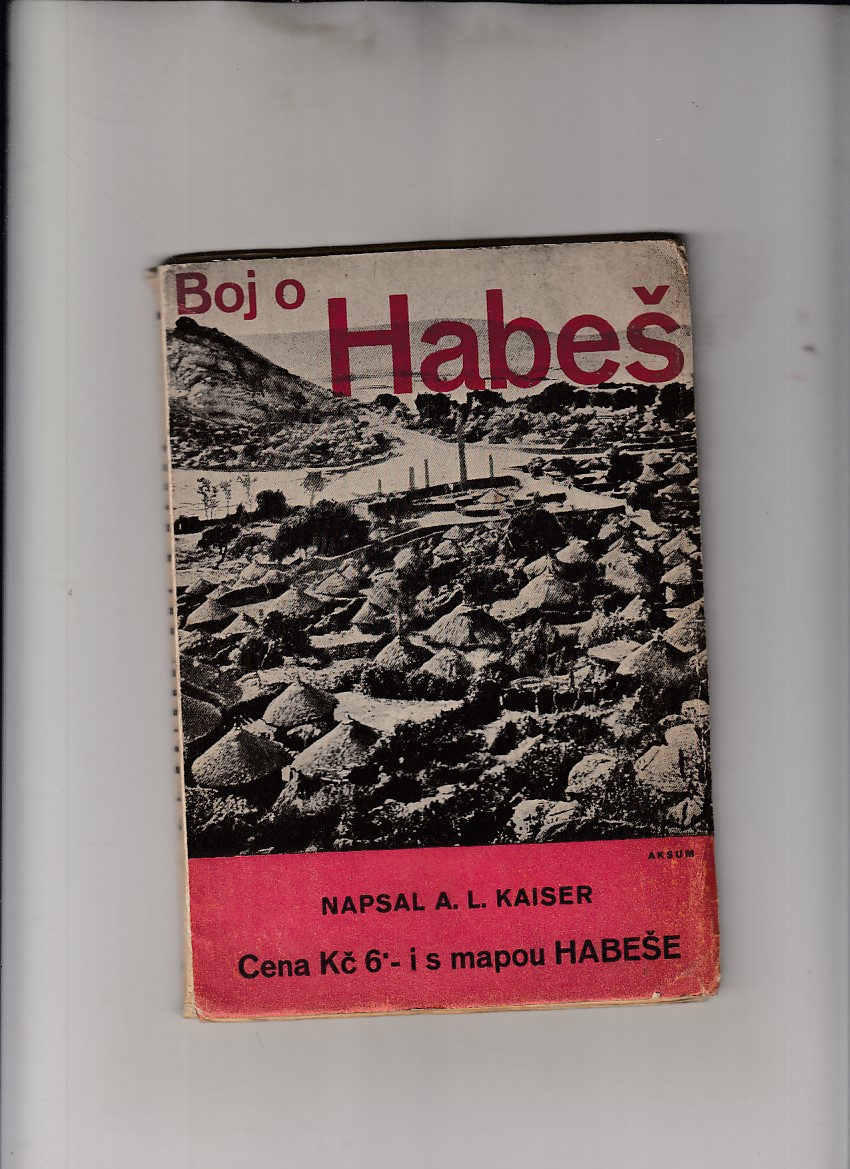 Boj o
Habeš
AKSUM
NAPSAL A. L. KAISER
Cena Kč 6·- i s mapou HABEŠE